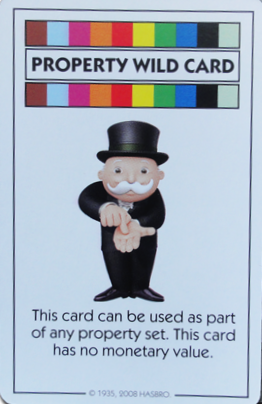 PROPERTY WILD CARD
This card can be used as part
of any property set. This card
has no monetary value.
© 1935, 2008 HASBRO